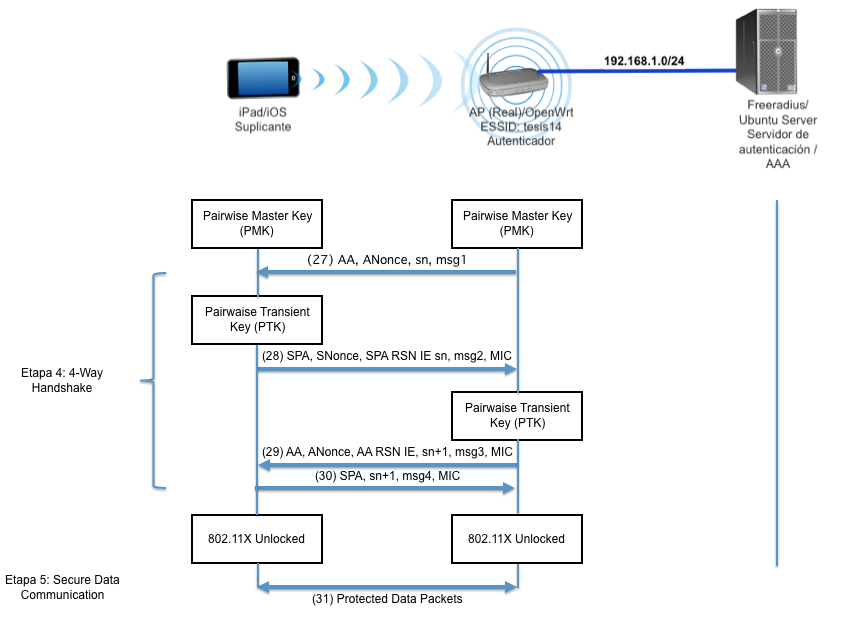 192.168.1.0/24
iPad/iOS
Suplicante
AP (Real)/OpenWrt
ESSID: tesis14
Autenticador
Freeradius/
Ubuntu Server
Servidor de
autenticación /
AAA
Pairwise Master Key
(PMK)
Pairwise Master Key
(PMK)
(27) AA, ANonce, sn, msg1
Pairwaise Transient
Key (PTK)
(28) SPA, SNonce, SPA RSN IE sn, msg2, MIC
Etapa 4: 4-Way
Handshake
Pairwaise Transient
Key (PTK)
(29) AA, ANonce, AA RSN IE, sn+1, msg3, MIC
(30) SPA, sn+1, msg4, MIC
802.11X Unlocked
802.11X Unlocked
Etapa 5: Secure Data
Communication
(31) Protected Data Packets